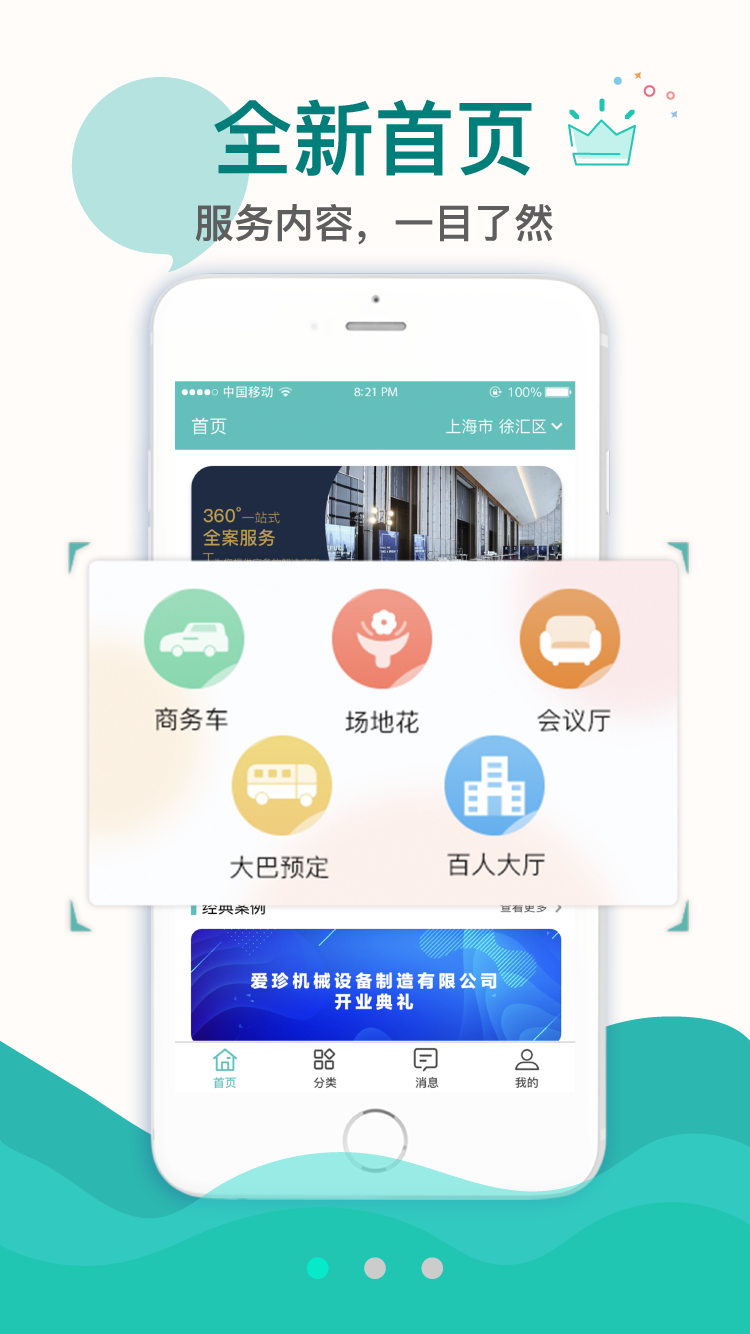 全新首页
服务内容，一目了然
中国移动
8:21 PM
100%
首页
上海市 徐汇区
360°一站式
全案服务
商务车
场地花
会议厅
大巴预定
百人大厅
经典案例
查看更多
爱珍机械设备制造有限公司
开业典礼
首页
分类
消息
我的